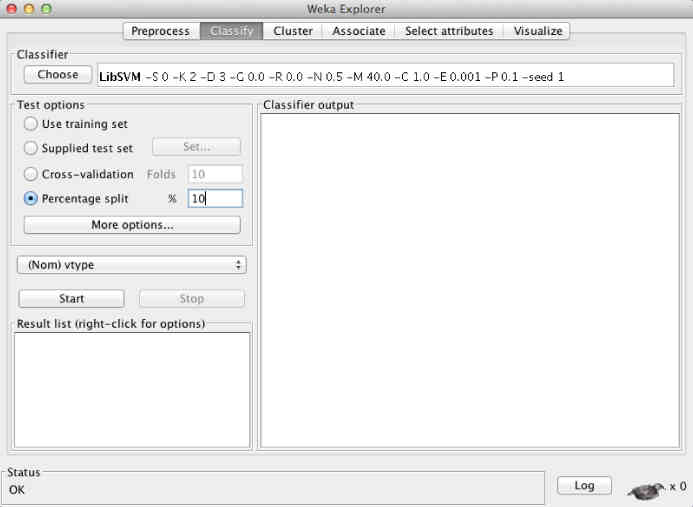 Weka Explorer
Preprocess Classify Cluster Associate Select attributes Visualize
Classifier
Choose LibSVM -S 0 -K 2 -D 3 -G 0.0 -R 0.0 -N 0.5 -M 40.0 -C 1.0 -E 0.001 -P 0.1 -seed 1
Test options
Use training set
Supplied test set Set...
Cross-validation Folds 10
Percentage split % 10
More options...
(Nom) vtype
Start Stop
Result list (right-click for options)
Classifier output
Status
OK
Log x 0